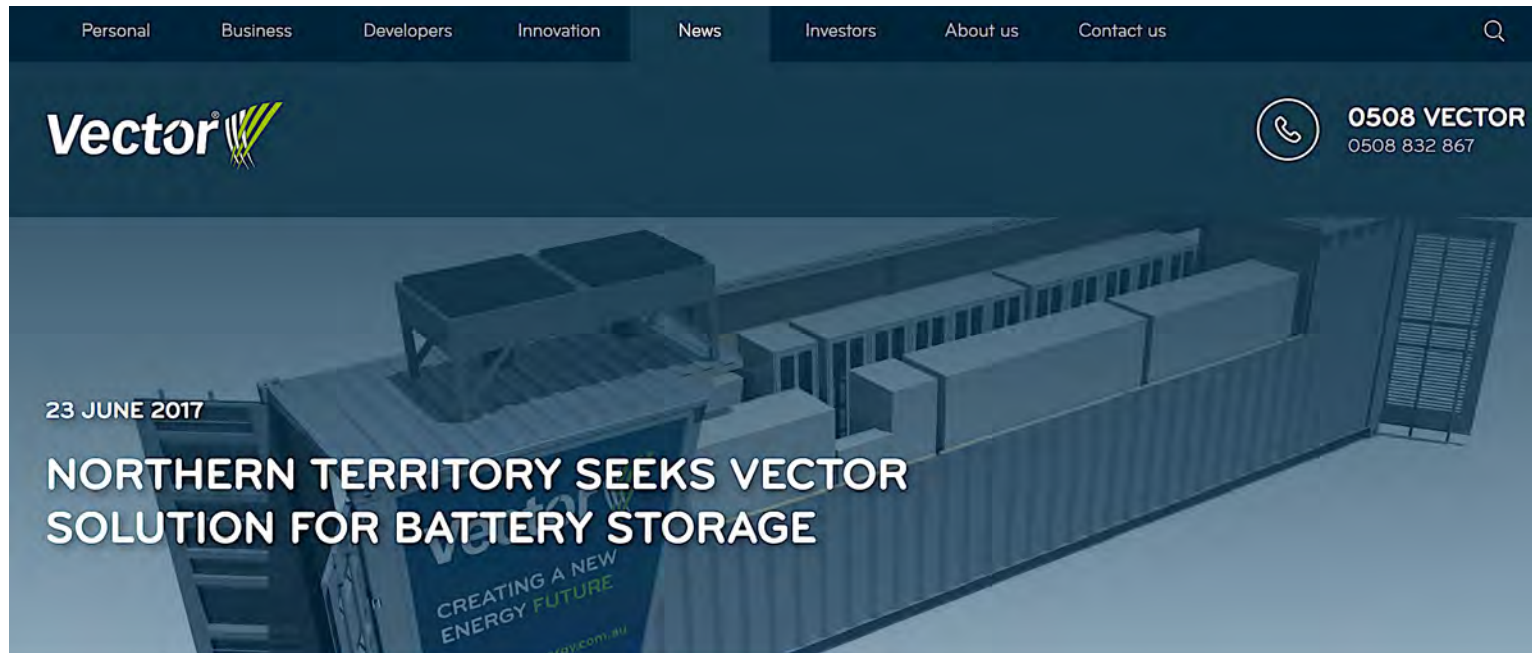 Personal Business Developers Innovation News Investors About us Contact us
Vector®
0508 VECTOR
0508 832 867
23 JUNE 2017
NORTHERN TERRITORY SEEKS VECTOR
SOLUTION FOR BATTERY STORAGE
Vector
CREATING A NEW
ENERGY FUTURE